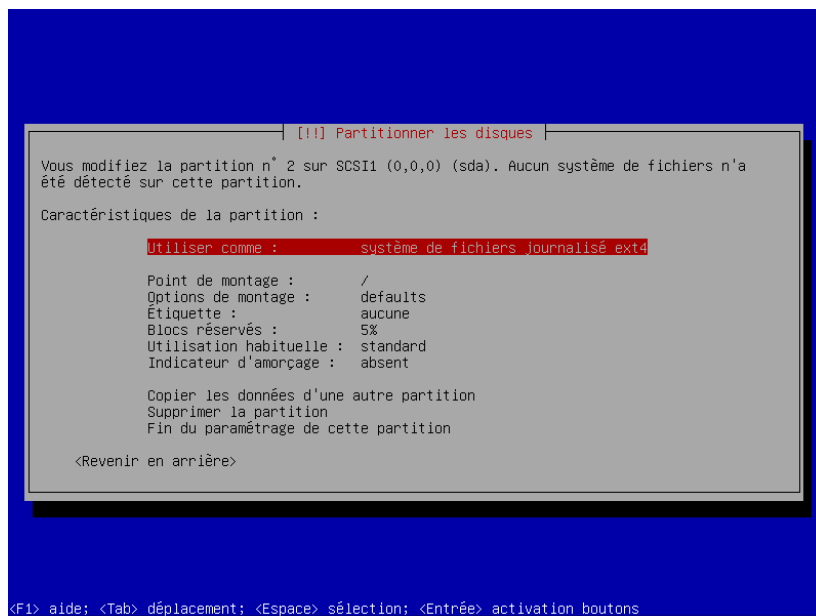 [!!] Partitionner les disques
Vous modifiez la partition n° 2 sur SCSI1 (0,0,0) (sda). Aucun système de fichiers n'a
été détecté sur cette partition.
Caractéristiques de la partition :
Utiliser comme : système de fichiers journalisé ext4
Point de montage : /
Options de montage : defaults
Étiquette : aucune
Blocs réservés : 5%
Utilisation habituelle : standard
Indicateur d'amorçage : absent
Copier les données d'une autre partition
Supprimer la partition
Fin du paramétrage de cette partition
<Revenir en arrière>
<F1> aide; <Tab> déplacement; <Espace> sélection; <Entrée> activation boutons